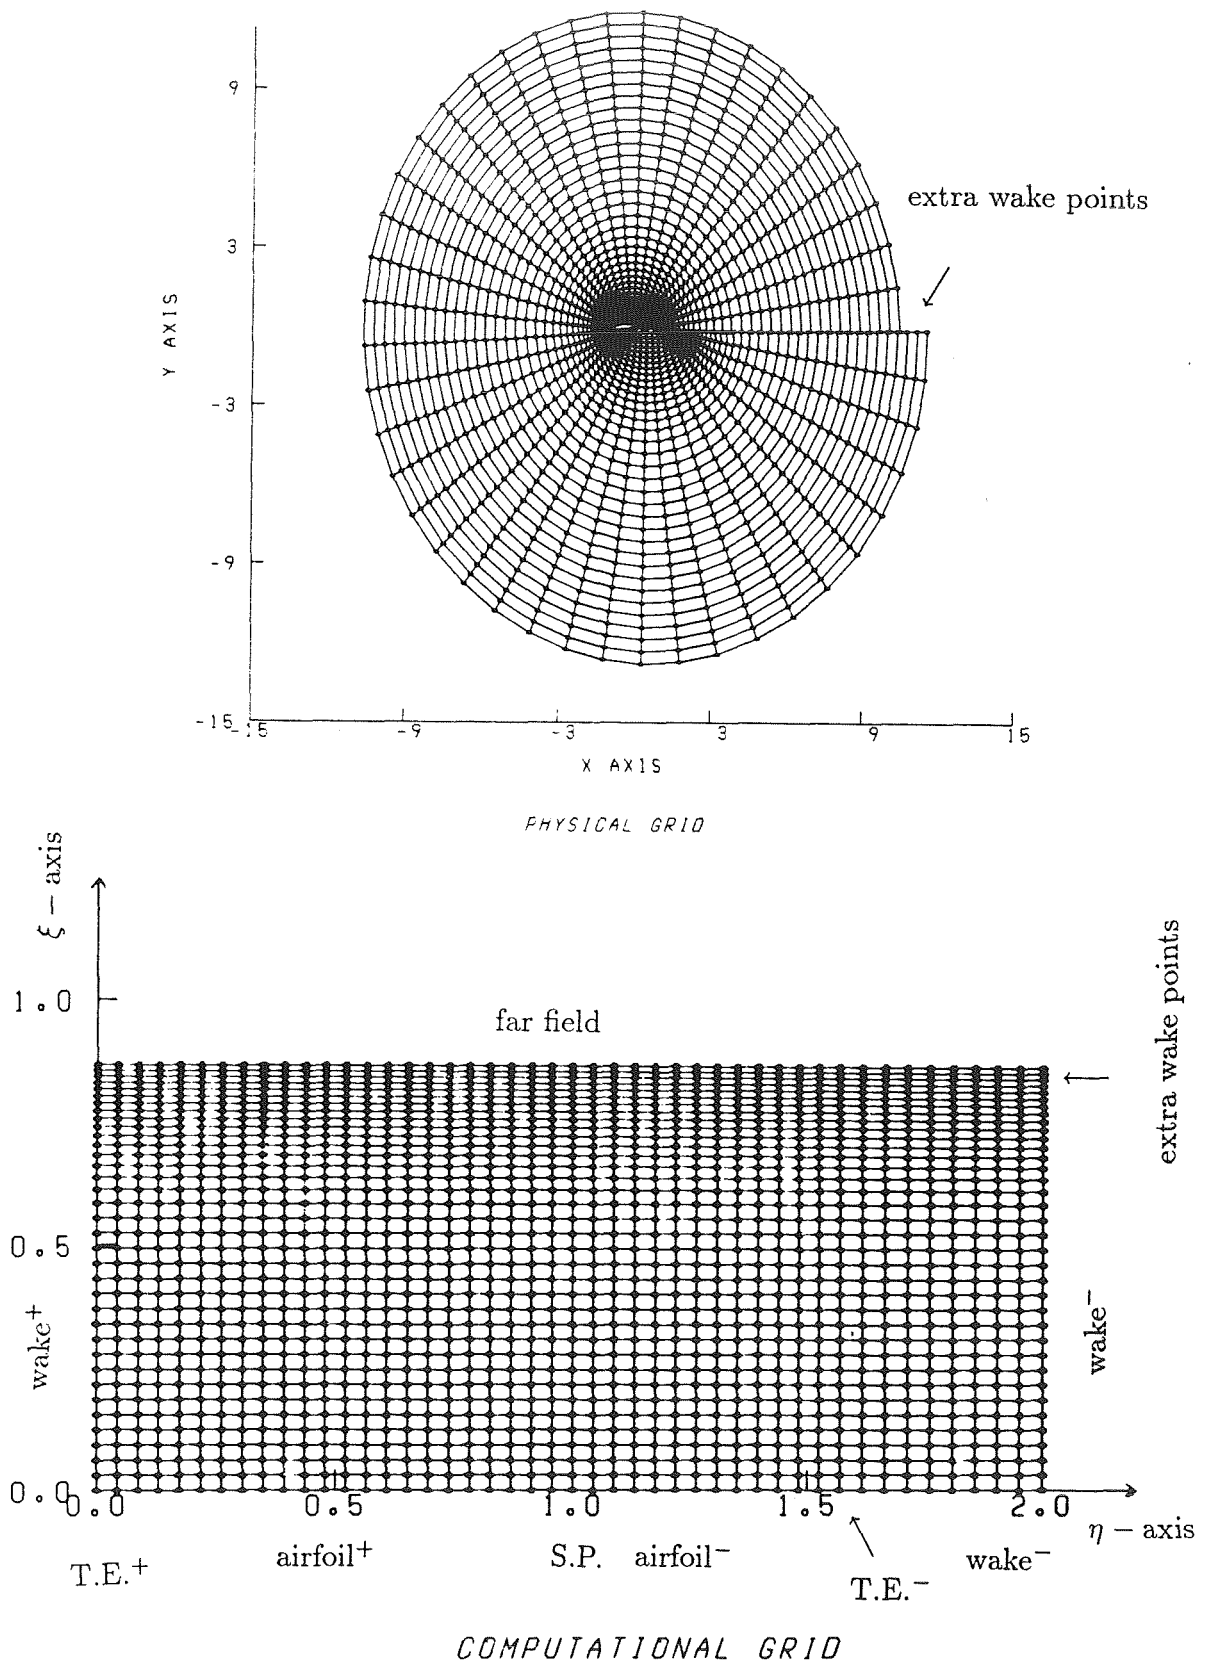 9
extra wake points
3
Y AXIS
-3
-9
-15
-15 -9 -3 3 9 15
X AXIS
PHYSICAL GRID
ξ – axis
1.0
far field
extra wake points
0.5
wake⁺
wake⁻
0.0
0.0 0.5 1.0 1.5 2.0
η – axis
T.E.⁺ airfoil⁺ S.P. airfoil⁻ T.E.⁻ wake⁻
COMPUTATIONAL GRID